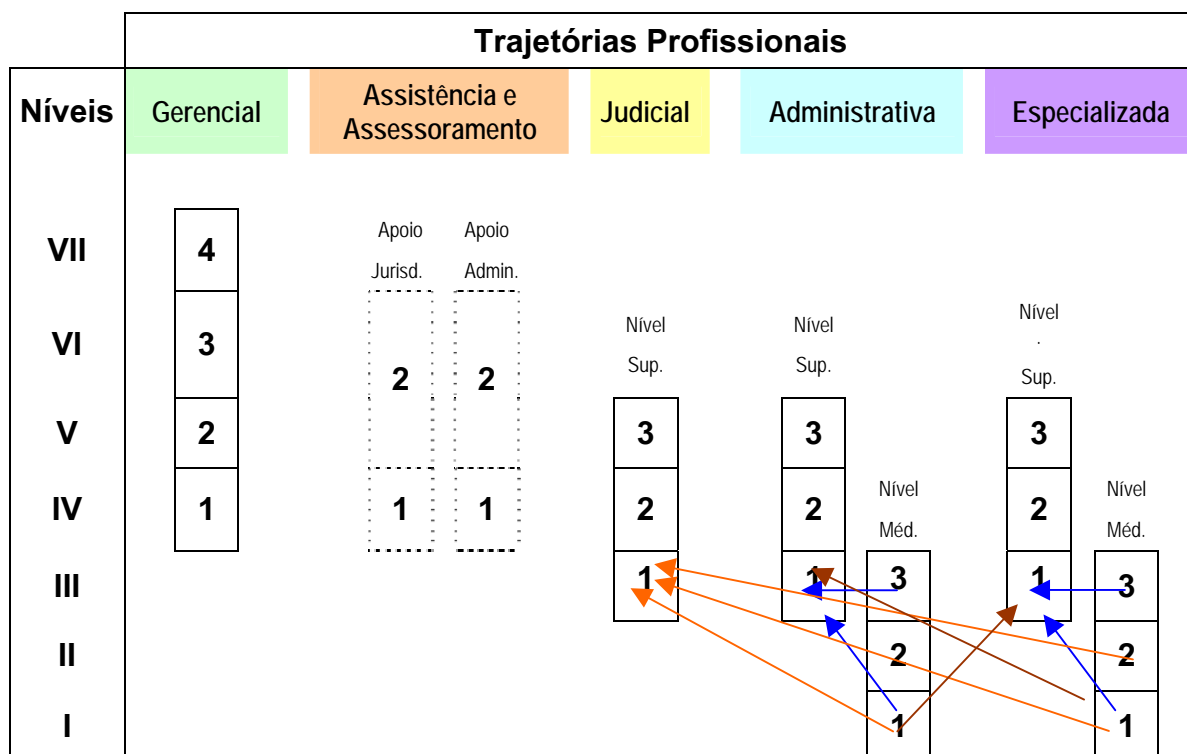 Trajetórias Profissionais
Níveis
Gerencial
Assistência e
Assessoramento
Judicial
Administrativa
Especializada
VII
4
Apoio
Jurisd.
Apoio
Admin.
VI
3
2
2
Nível
Sup.
Nível
Sup.
Nível
.
Sup.
V
2
3
3
3
IV
1
1
1
2
2
Nível
Méd.
2
Nível
Méd.
III
1
1
3
1
3
II
2
2
I
1
1